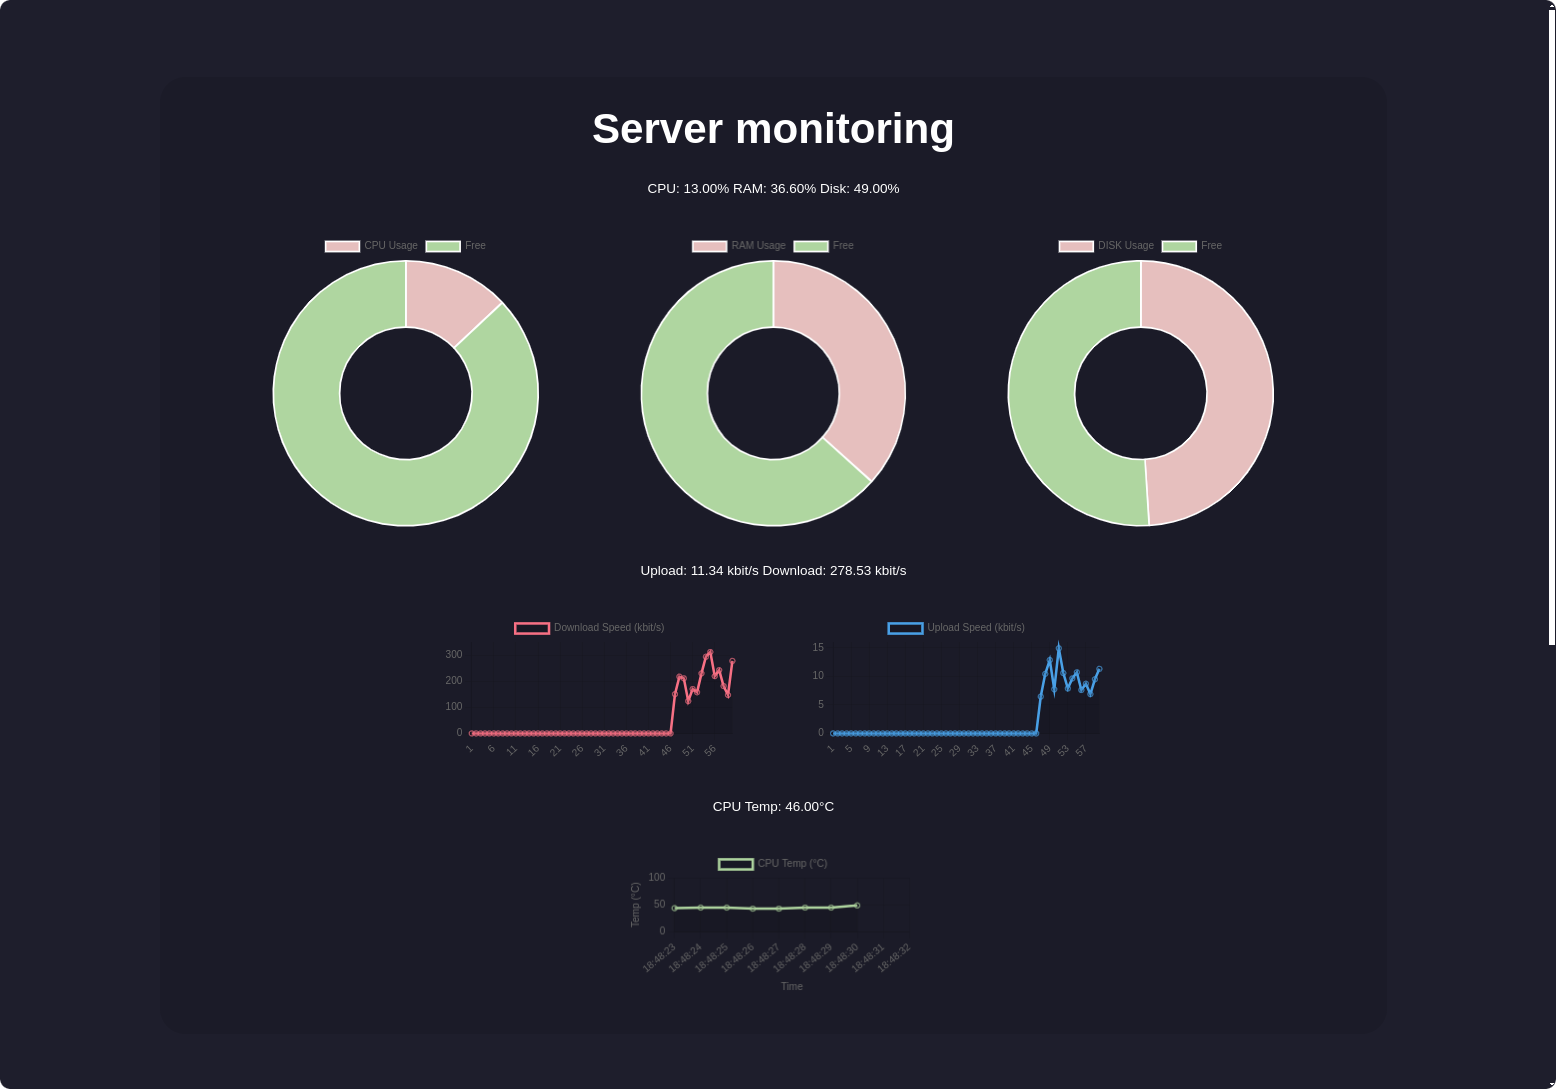 Server monitoring
CPU: 13.00% RAM: 36.60% Disk: 49.00%
CPU Usage Free
RAM Usage Free
DISK Usage Free
Upload: 11.34 kbit/s Download: 278.53 kbit/s
Download Speed (kbit/s)
300
200
100
0
1 6 11 16 21 26 31 36 41 46 51 56
Upload Speed (kbit/s)
15
10
5
0
1 5 9 13 17 21 25 29 33 37 41 45 49 53 57
CPU Temp: 46.00°C
CPU Temp (°C)
Temp (°C)
100
50
0
18:48:23 18:48:24 18:48:25 18:48:26 18:48:27 18:48:28 18:48:29 18:48:30 18:48:31 18:48:32
Time